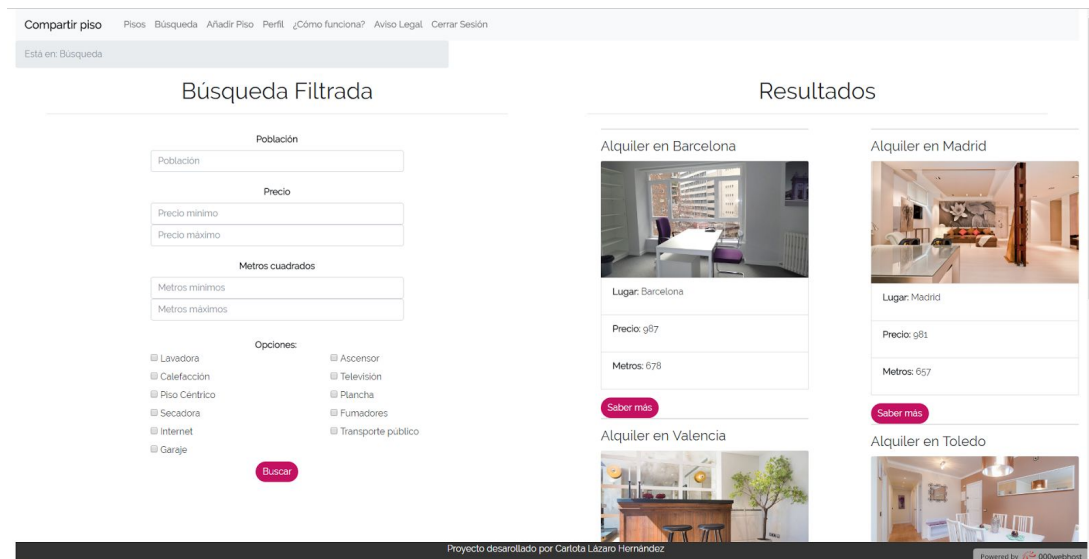 Compartir piso Pisos Búsqueda Añadir Piso Perfil ¿Cómo funciona? Aviso Legal Cerrar Sesión
Está en: Búsqueda
Búsqueda Filtrada
Población
Población
Precio
Precio mínimo
Precio máximo
Metros cuadrados
Metros mínimos
Metros máximos
Opciones:
Lavadora Ascensor
Calefacción Televisión
Piso Céntrico Plancha
Secadora Fumadores
Internet Transporte público
Garaje
Buscar
Resultados
Alquiler en Barcelona
Lugar: Barcelona
Precio: 987
Metros: 678
Saber más
Alquiler en Madrid
Lugar: Madrid
Precio: 981
Metros: 657
Saber más
Alquiler en Valencia
Alquiler en Toledo
Proyecto desarollado por Carlota Lázaro Hernández
Powered by 000webhost